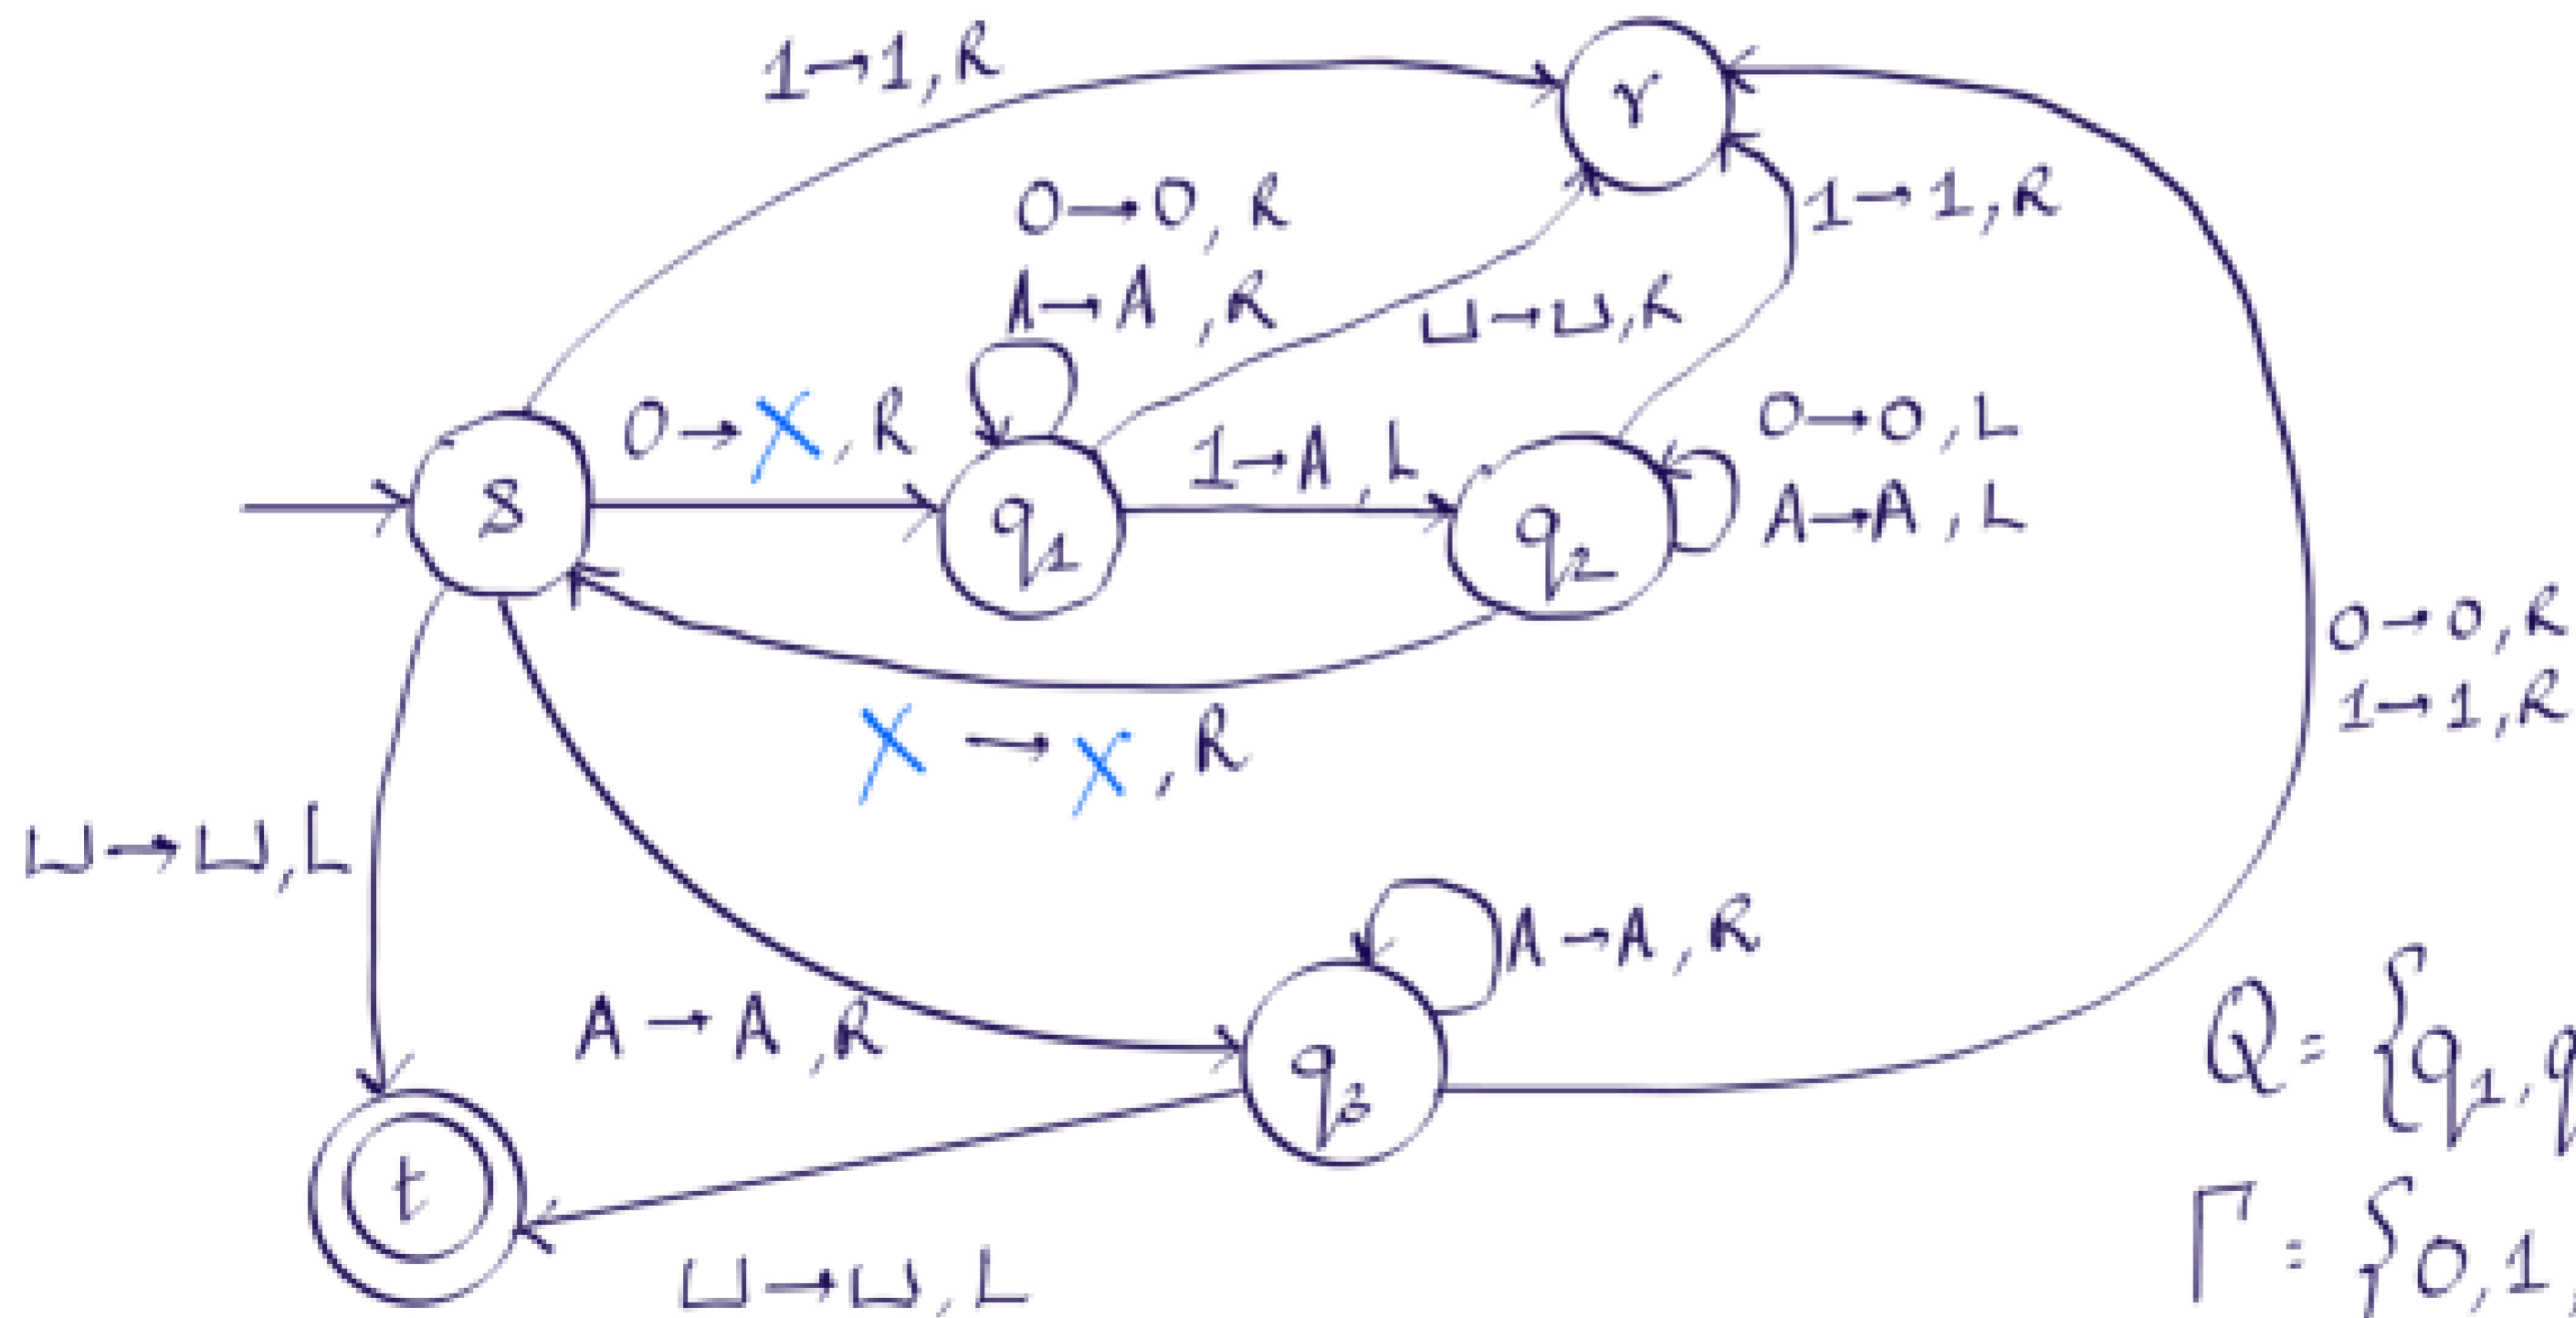 1→1, R
r
0→0, R
A→A, R
1→1, R
⊔→⊔, R
0→X, R
1→A, L
0→0, L
A→A, L
s
q1
q2
X→X, R
0→0, R
1→1, R
⊔→⊔, L
A→A, R
A→A, R
q3
t
⊔→⊔, L
Q = {q1, q
Γ = {0, 1,